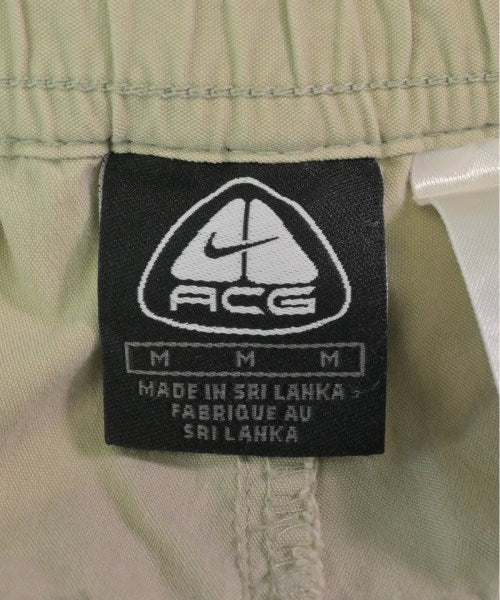 ACG
M M M
MADE IN SRI LANKA
FABRIQUE AU
SRI LANKA